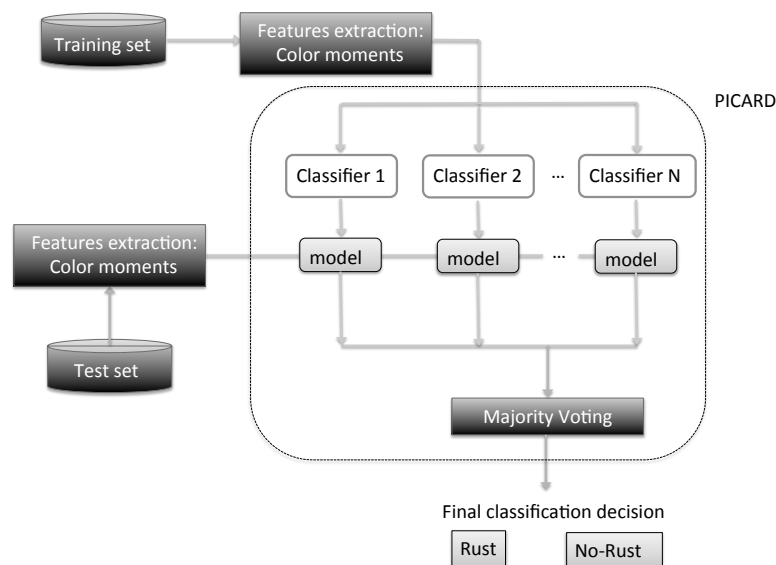 Training set
Features extraction:
Color moments
PICARD
Classifier 1
Classifier 2
...
Classifier N
Features extraction:
Color moments
model
model
...
model
Test set
Majority Voting
Final classification decision
Rust
No-Rust